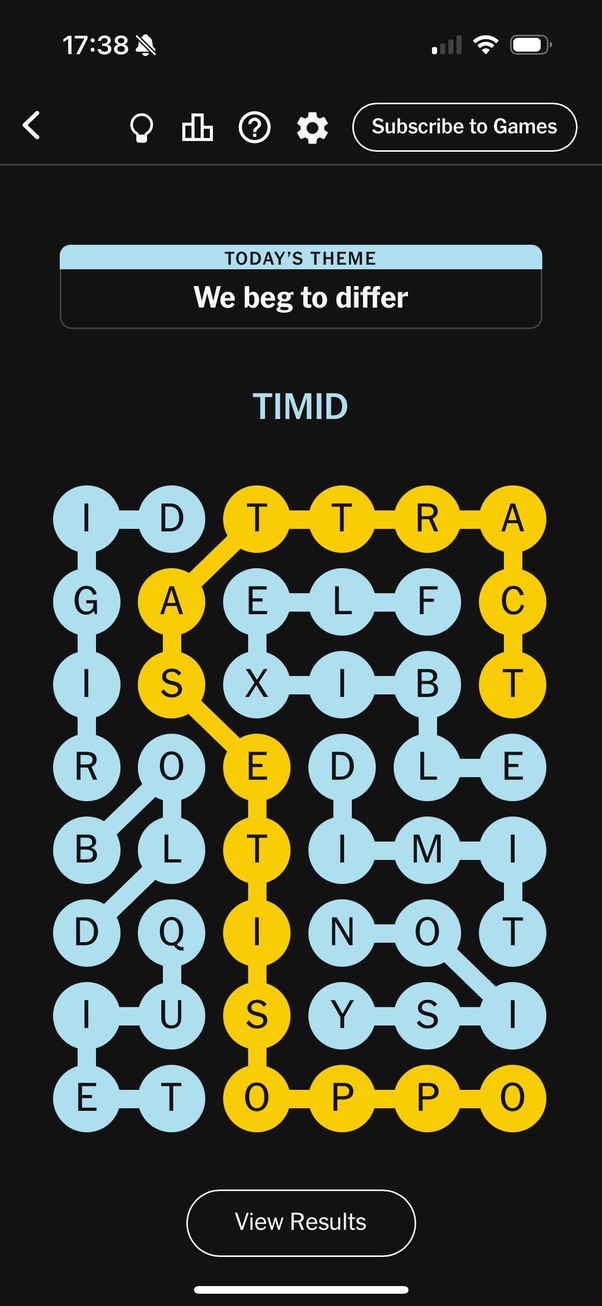 17:38
Subscribe to Games
TODAY'S THEME
We beg to differ
TIMID
I D T T R A
G A E L F C
I S X I B T
R O E D L E
B L T I M I
D Q I N O T
I U S Y S I
E T O P P O
View Results